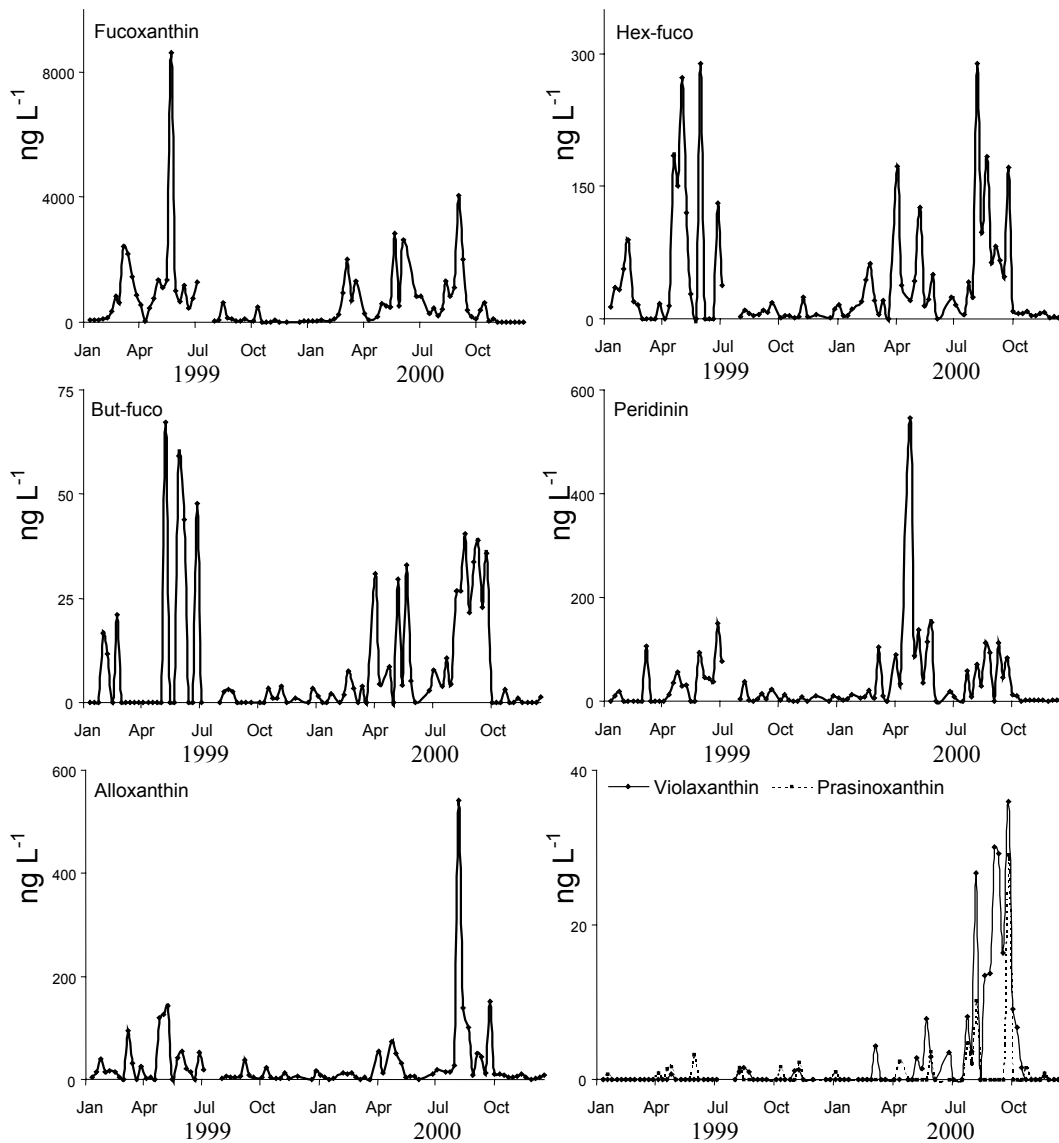 Fucoxanthin
ng L-1
8000
4000
0
Jan Apr Jul Oct Jan Apr Jul Oct
1999 2000
Hex-fuco
ng L-1
300
150
0
Jan Apr Jul Oct Jan Apr Jul Oct
1999 2000
But-fuco
ng L-1
75
50
25
0
Jan Apr Jul Oct Jan Apr Jul Oct
1999 2000
Peridinin
ng L-1
600
400
200
0
Jan Apr Jul Oct Jan Apr Jul Oct
1999 2000
Alloxanthin
ng L-1
600
400
200
0
Jan Apr Jul Oct Jan Apr Jul Oct
1999 2000
Violaxanthin Prasinoxanthin
ng L-1
40
20
0
Jan Apr Jul Oct Jan Apr Jul Oct
1999 2000